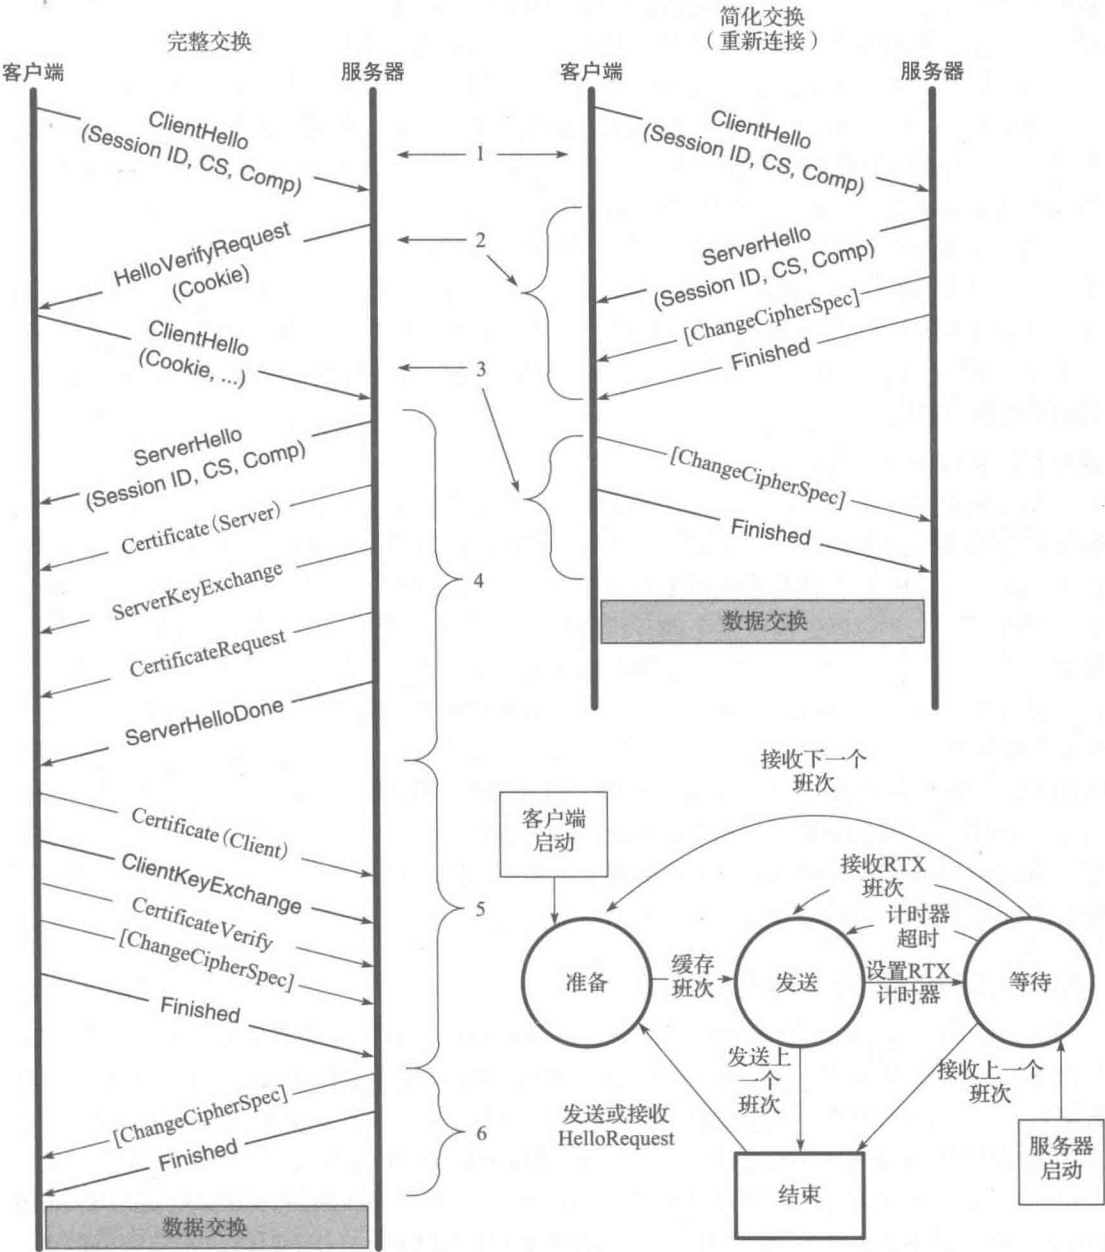 完整交换
客户端
服务器
ClientHello
(Session ID, CS, Comp)
HelloVerifyRequest
(Cookie)
ClientHello
(Cookie, ...)
ServerHello
(Session ID, CS, Comp)
Certificate(Server)
ServerKeyExchange
CertificateRequest
ServerHelloDone
Certificate(Client)
ClientKeyExchange
CertificateVerify
[ChangeCipherSpec]
Finished
[ChangeCipherSpec]
Finished
数据交换
1
2
3
4
5
6
简化交换
(重新连接)
客户端
服务器
ClientHello
(Session ID, CS, Comp)
ServerHello
(Session ID, CS, Comp)
[ChangeCipherSpec]
Finished
[ChangeCipherSpec]
Finished
数据交换
接收下一个
班次
客户端
启动
接收RTX
班次
计时器
超时
准备
缓存
班次
发送
设置RTX
计时器
等待
发送上
一个
班次
接收上一个
班次
发送或接收
HelloRequest
结束
服务器
启动